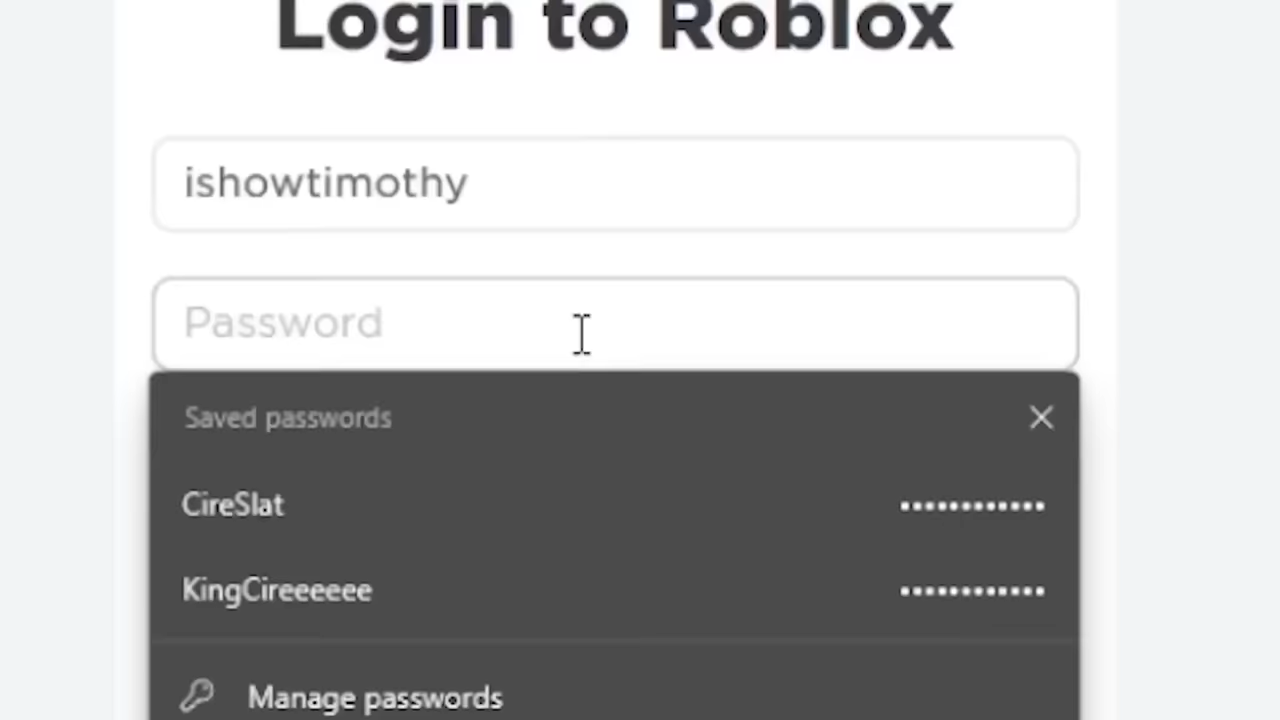 Login to Roblox
ishowtimothy
Password
Saved passwords
CireSlat ••••••••••••
KingCireeeeee ••••••••••••
Manage passwords